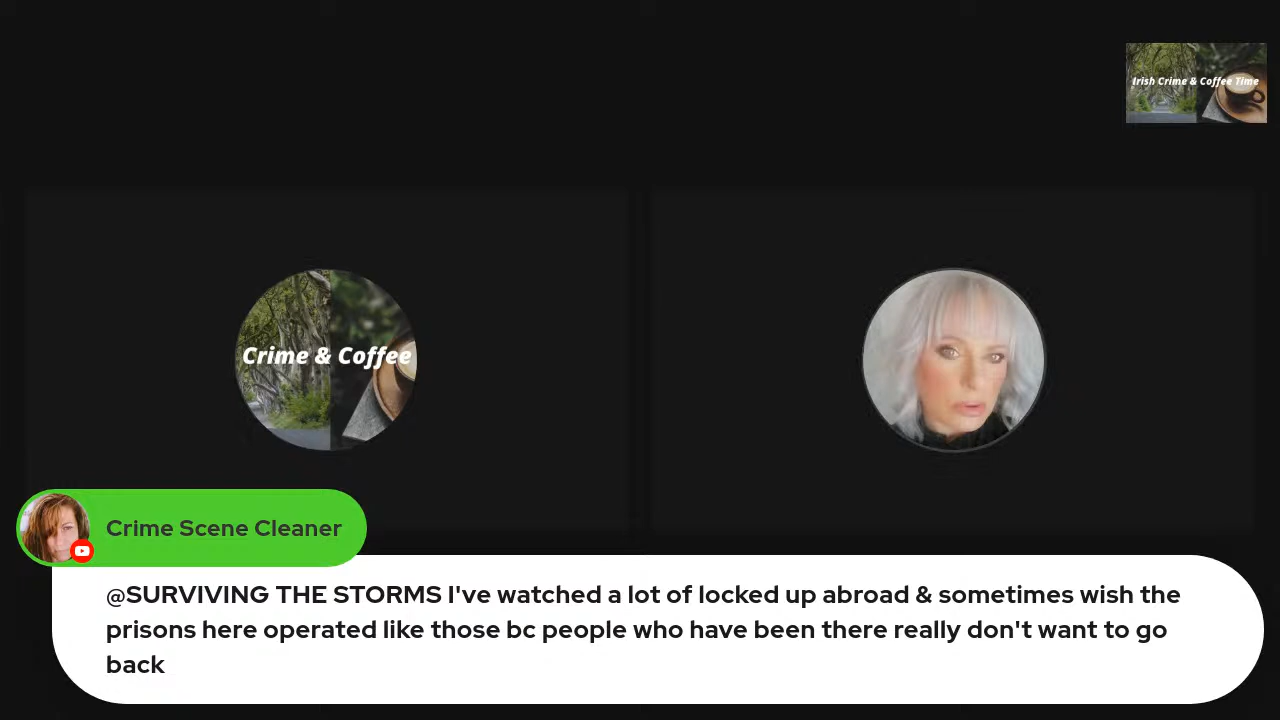 Irish Crime & Coffee Time
Crime & Coffee
Crime Scene Cleaner
@SURVIVING THE STORMS I've watched a lot of locked up abroad & sometimes wish the
prisons here operated like those bc people who have been there really don't want to go
back